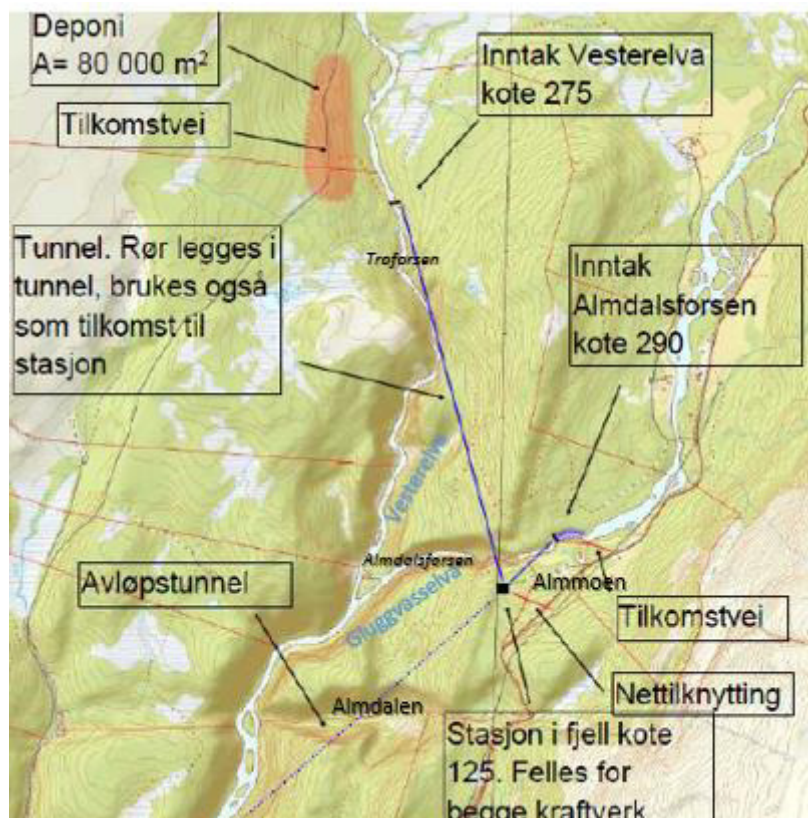 Deponi
A= 80 000 m²
Tilkomstvei
Inntak Vesterelva
kote 275
Tunnel. Rør legges i
tunnel, brukes også
som tilkomst til
stasjon
Troforsen
Inntak
Almdalsforsen
kote 290
Vesterelva
Almdalsforsen
Gluggvasselva
Almmoen
Avløpstunnel
Tilkomstvei
Nettilknytting
Almdalen
Stasjon i fjell kote
125. Felles for
begge kraftverk